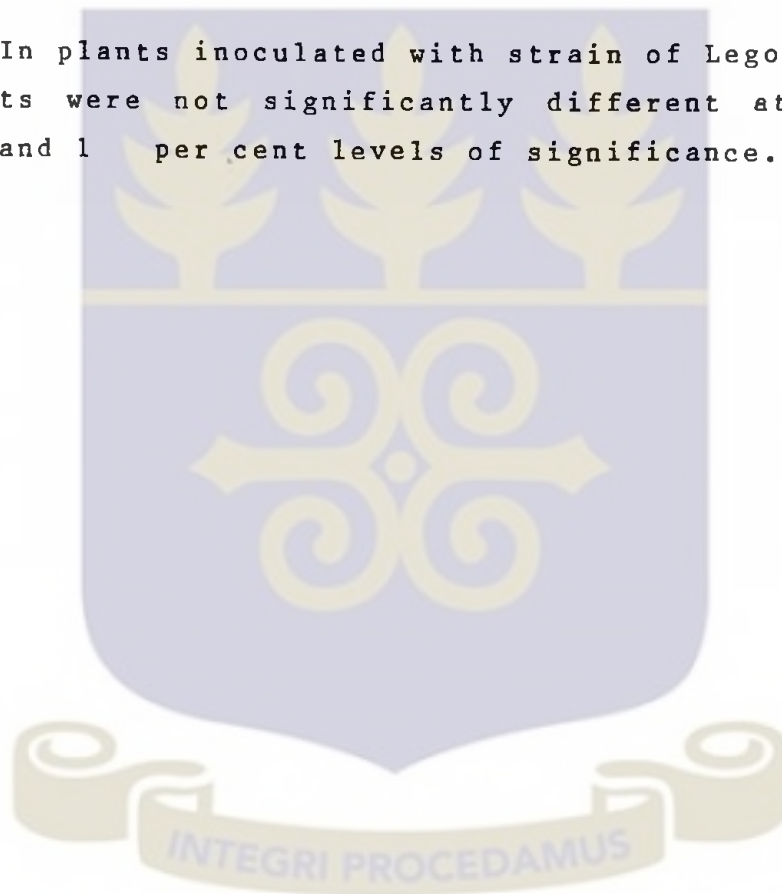 In plants inoculated with strain of Lego
ts were not significantly different at
and 1 per cent levels of significance.
INTEGRI PROCEDAMUS